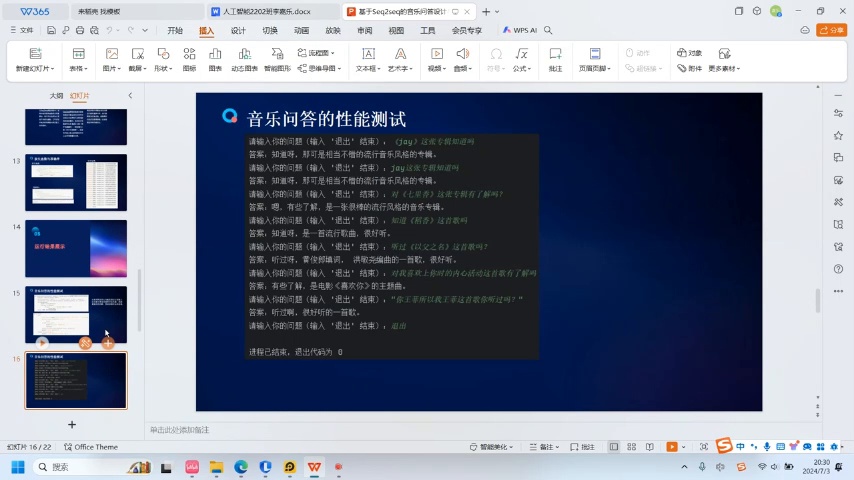 W365
来稻壳 找模板
人工智能2202班李嘉乐.docx
基于Seq2seq的音乐问答设计
文件
开始
插入
设计
切换
动画
放映
审阅
视图
工具
会员专享
WPS AI
分享
新建幻灯片
表格
图片
截屏
形状
图标
图表
动态图表
智能图形
流程图
思维导图
文本框
艺术字
视频
音频
符号
公式
批注
页眉页脚
动作
超链接
对象
附件
更多素材
大纲
幻灯片
13
14
15
16
音乐问答的性能测试
请输入你的问题（输入 '退出' 结束）：《jay》这张专辑知道吗
答案：知道呀，那可是相当不错的流行音乐风格的专辑。
请输入你的问题（输入 '退出' 结束）：jay这张专辑知道吗
答案：知道呀，那可是相当不错的流行音乐风格的专辑。
请输入你的问题（输入 '退出' 结束）：对《七里香》这张专辑有了解吗？
答案：嗯，有些了解，是一张很棒的流行风格的音乐专辑。
请输入你的问题（输入 '退出' 结束）：知道《稻香》这首歌吗
答案：知道呀，是一首流行歌曲，很好听。
请输入你的问题（输入 '退出' 结束）：听过《以父之名》这首歌吗？
答案：听过呀，黄俊郎填词， 洪敬尧编曲的一首歌，很好听。
请输入你的问题（输入 '退出' 结束）：对我喜欢上你时的内心活动这首歌有了解吗
答案：有些了解，是电影《喜欢你》的主题曲。
请输入你的问题（输入 '退出' 结束）："你王菲所以我王菲这首歌你听过吗？"
答案：听过啊，很好听的一首歌。
请输入你的问题（输入 '退出' 结束）：退出
进程已结束，退出代码为 0
单击此处添加备注
幻灯片 16 / 22
Office Theme
智能美化
备注
批注
中
搜索
20:30
2024/7/3